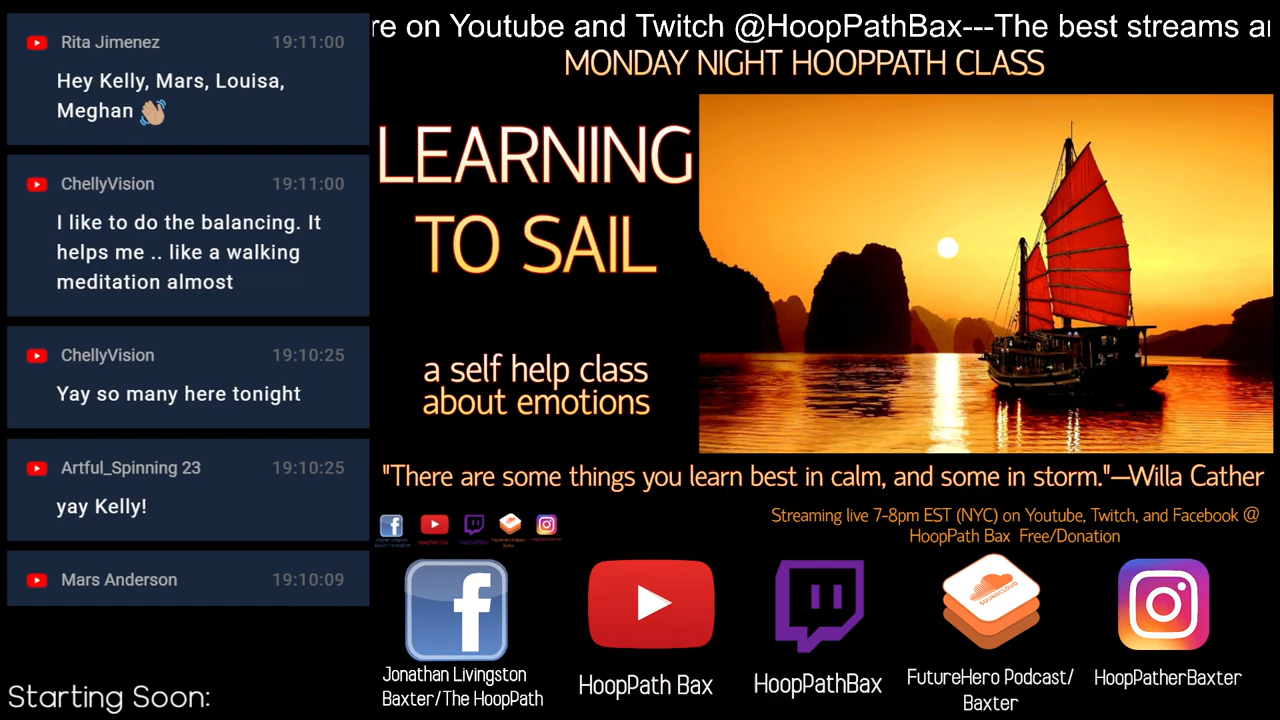 Rita Jimenez 19:11:00
Hey Kelly, Mars, Louisa,
Meghan 👋🏼
ChellyVision 19:11:00
I like to do the balancing. It
helps me .. like a walking
meditation almost
ChellyVision 19:10:25
Yay so many here tonight
Artful_Spinning 23 19:10:25
yay Kelly!
Mars Anderson 19:10:09
Starting Soon:
re on Youtube and Twitch @HoopPathBax---The best streams a
MONDAY NIGHT HOOPPATH CLASS
LEARNING
TO SAIL
a self help class
about emotions
"There are some things you learn best in calm, and some in storm."—Willa Cather
Streaming live 7-8pm EST (NYC) on Youtube, Twitch, and Facebook @
HoopPath Bax Free/Donation
SOUNDCLOUD
Jonathan Livingston
Baxter/The HoopPath
HoopPath Bax
HoopPathBax
FutureHero Podcast/
Baxter
HoopPatherBaxter